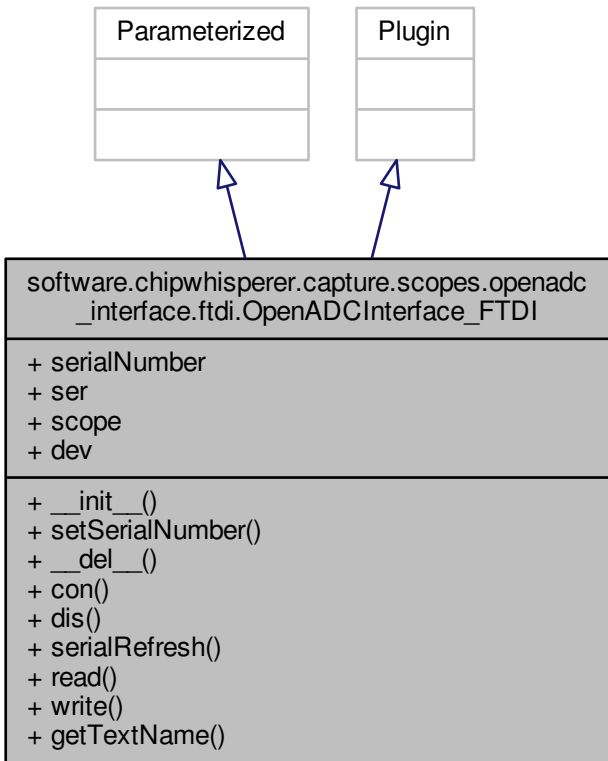 Parameterized
Plugin
software.chipwhisperer.capture.scopes.openadc
_interface.ftdi.OpenADCInterface_FTDI
+ serialNumber
+ ser
+ scope
+ dev
+ __init__()
+ setSerialNumber()
+ __del__()
+ con()
+ dis()
+ serialRefresh()
+ read()
+ write()
+ getTextName()